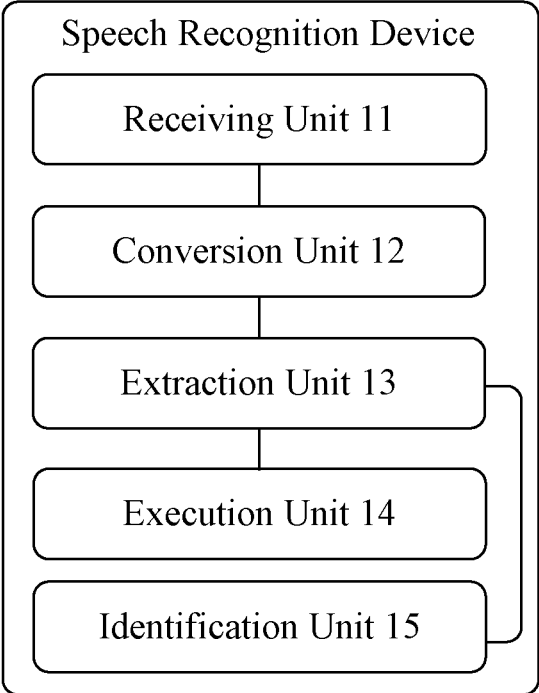 Speech Recognition Device
Receiving Unit 11
Conversion Unit 12
Extraction Unit 13
Execution Unit 14
Identification Unit 15